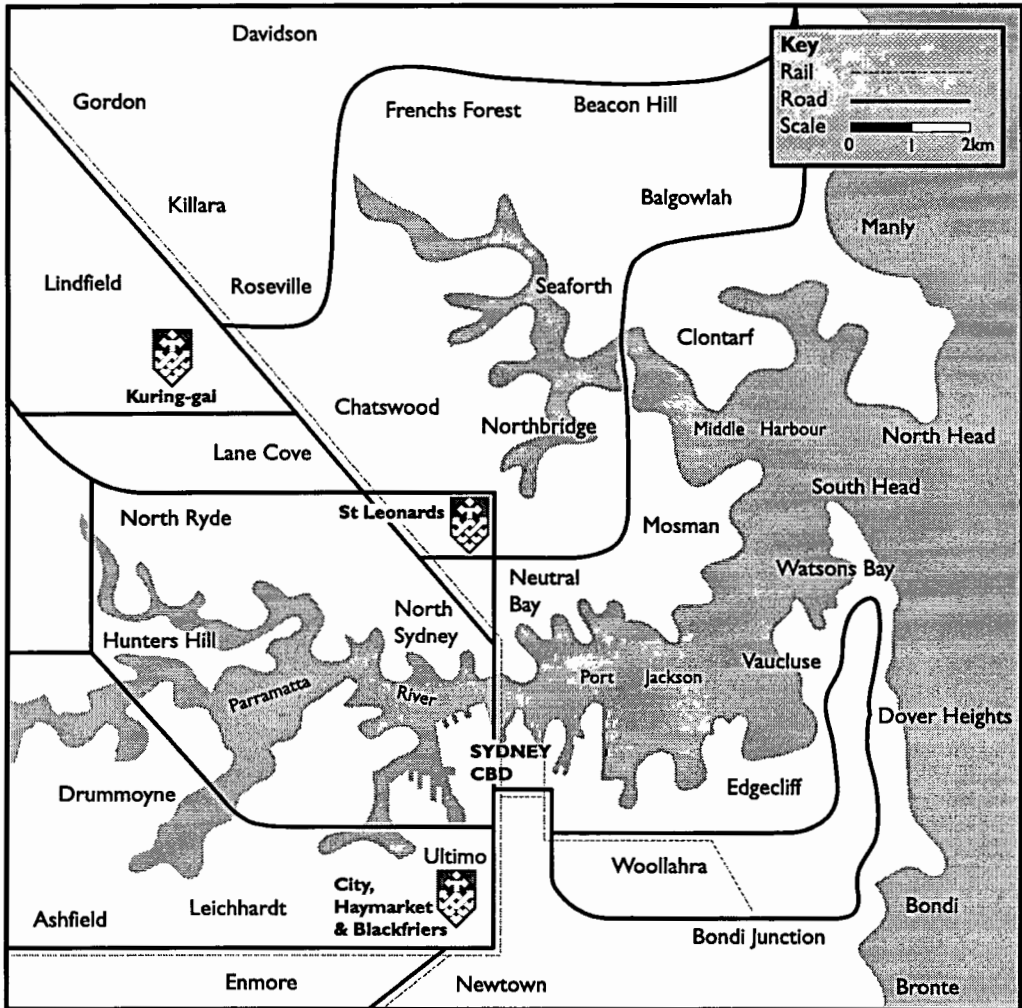 Davidson
Key
Rail
Road
Scale
0 1 2km
Gordon
Frenchs Forest
Beacon Hill
Killara
Balgowlah
Manly
Lindfield
Roseville
Seaforth
Clontarf
Kuring-gai
Chatswood
Northbridge
Middle Harbour
North Head
Lane Cove
South Head
North Ryde
St Leonards
Mosman
Watsons Bay
Neutral
Bay
North
Sydney
Hunters Hill
Vaucluse
Parramatta River
Port Jackson
Dover Heights
SYDNEY
CBD
Drummoyne
Edgecliff
Ultimo
Woollahra
City,
Haymarket
& Blackfriers
Leichhardt
Ashfield
Bondi
Bondi Junction
Enmore
Newtown
Bronte